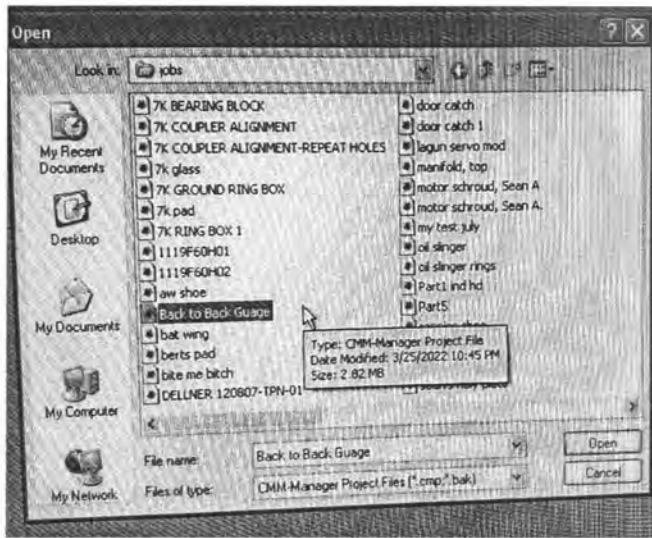 Open
Look in: jobs
My Recent
Documents
Desktop
My Documents
My Computer
My Network
7K BEARING BLOCK
7K COUPLER ALIGNMENT
7K COUPLER ALIGNMENT-REPEAT HOLES
7k glass
7K GROUND RING BOX
7k pad
7K RING BOX 1
1119F60H01
1119F60H02
aw shoe
Back to Back Guage
bat wing
berts pad
bite me bitch
DELLNER 120807-TPN-01
door catch
door catch 1
lagun servo mod
manifold, top
motor schroud, Sean A
motor schroud, Sean A.
my test july
oil slinger
oil slinger rings
Part1 ind hd
Part5
Type: CMM-Manager Project File
Date Modified: 3/25/2022 10:45 PM
Size: 2.82 MB
File name: Back to Back Guage
Open
Files of type: CMM-Manager Project Files (*.cmp;*.bak)
Cancel